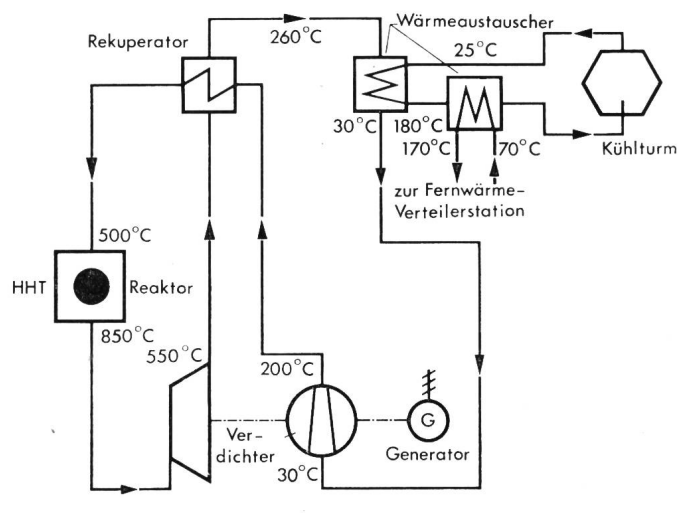 Wärmeaustauscher
260°C
Rekuperator
25°C
30°C
180°C
170°C
70°C
Kühlturm
zur Fernwärme-
Verteilerstation
500°C
HHT
Reaktor
850°C
550°C
200°C
G
Ver-
dichter
Generator
30°C